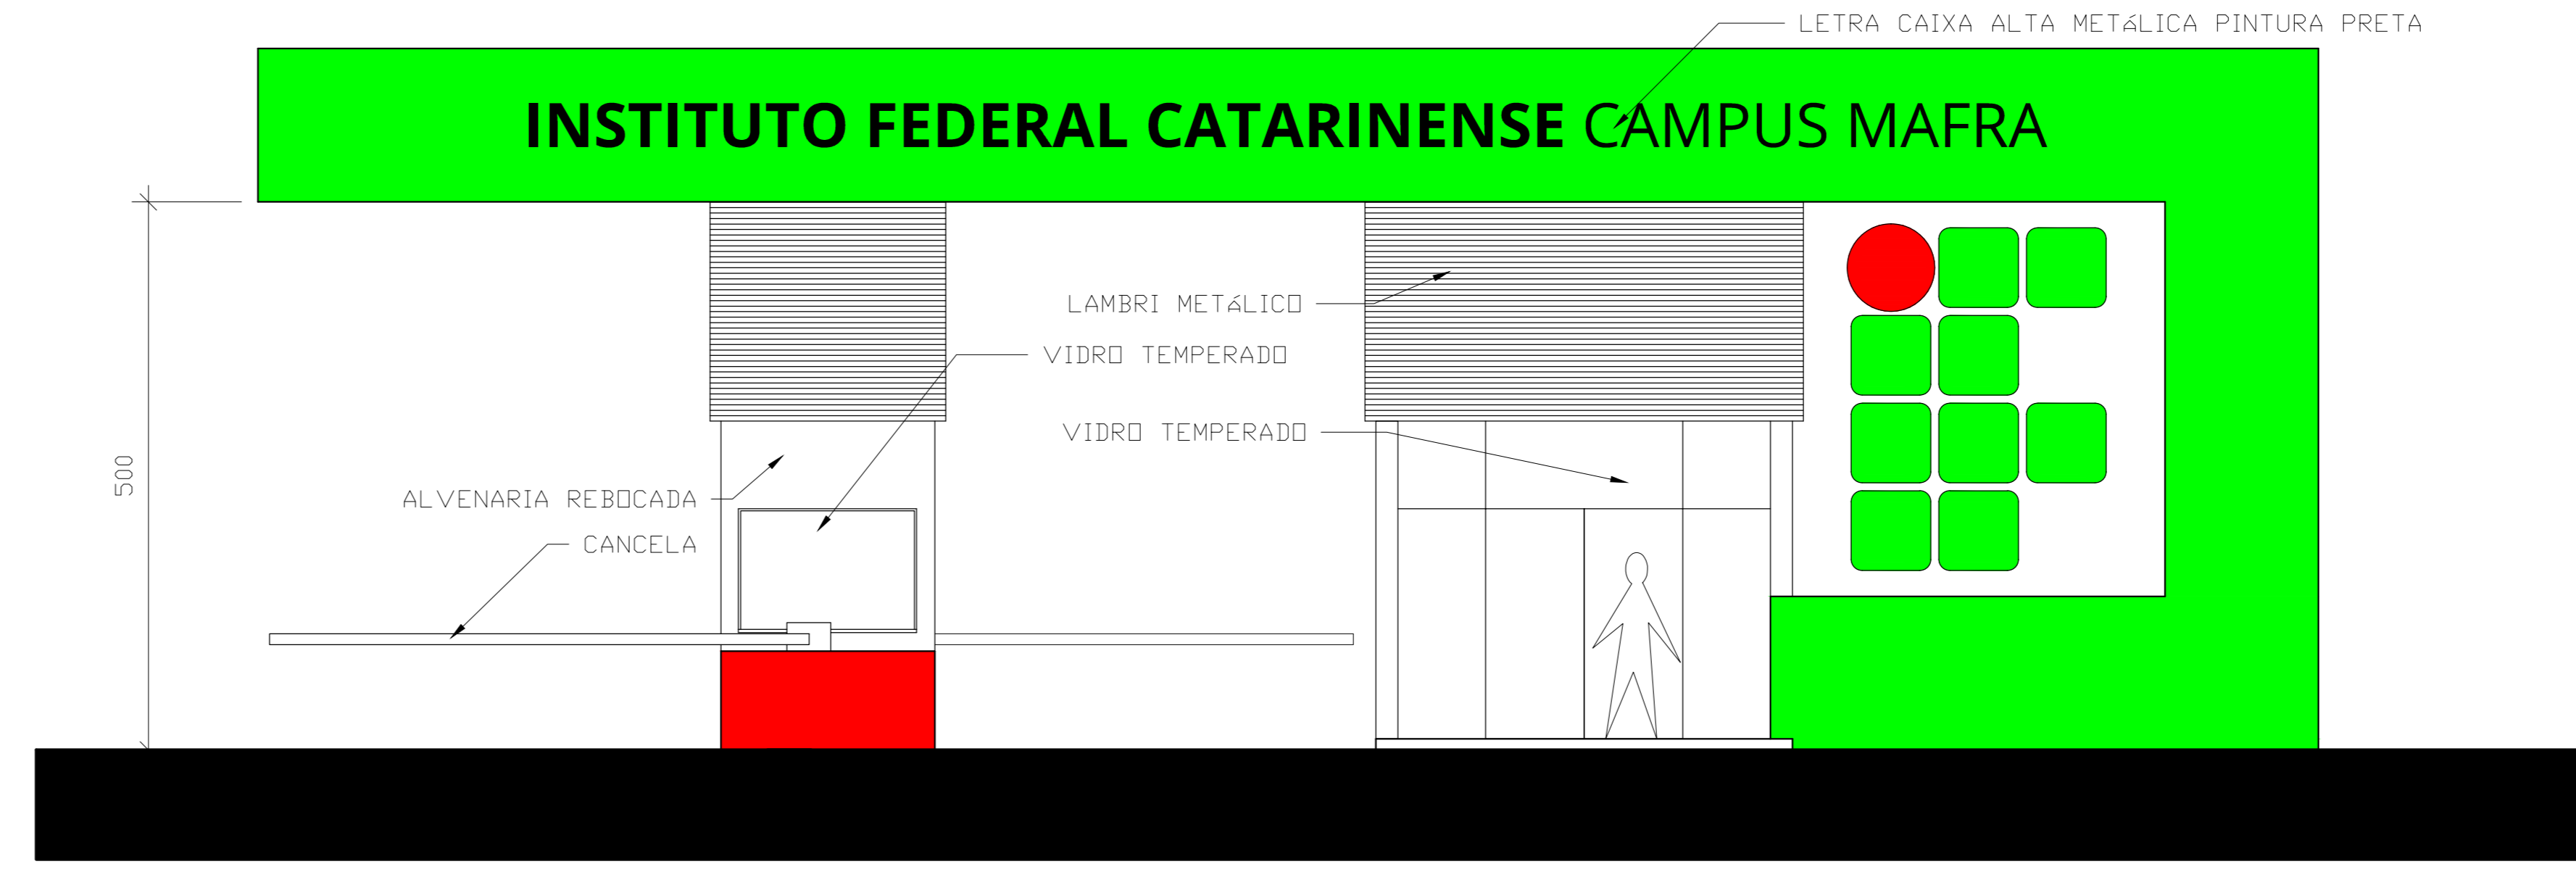 LETRA CAIXA ALTA METáLICA PINTURA PRETA
INSTITUTO FEDERAL CATARINENSE CAMPUS MAFRA
LAMBRI METáLICO
VIDRO TEMPERADO
VIDRO TEMPERADO
500
ALVENARIA REBOCADA
CANCELA